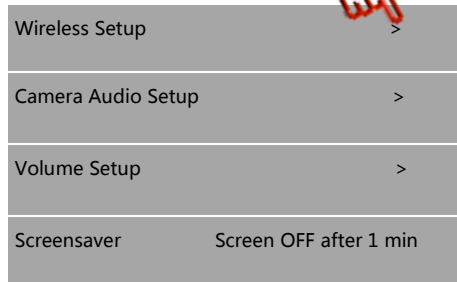 Wireless Setup >
Camera Audio Setup >
Volume Setup >
Screensaver Screen OFF after 1 min